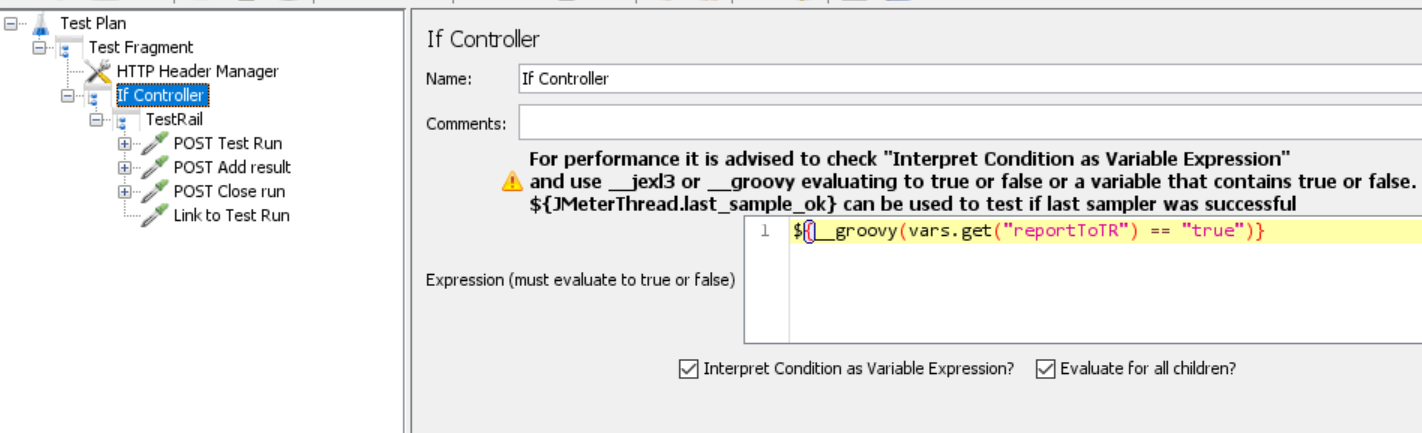 Test Plan
Test Fragment
HTTP Header Manager
If Controller
TestRail
POST Test Run
POST Add result
POST Close run
Link to Test Run
If Controller
Name: If Controller
Comments:
For performance it is advised to check "Interpret Condition as Variable Expression"
and use __jexl3 or __groovy evaluating to true or false or a variable that contains true or false.
${JMeterThread.last_sample_ok} can be used to test if last sampler was successful
1 ${__groovy(vars.get("reportToTR") == "true")}
Expression (must evaluate to true or false)
Interpret Condition as Variable Expression? Evaluate for all children?